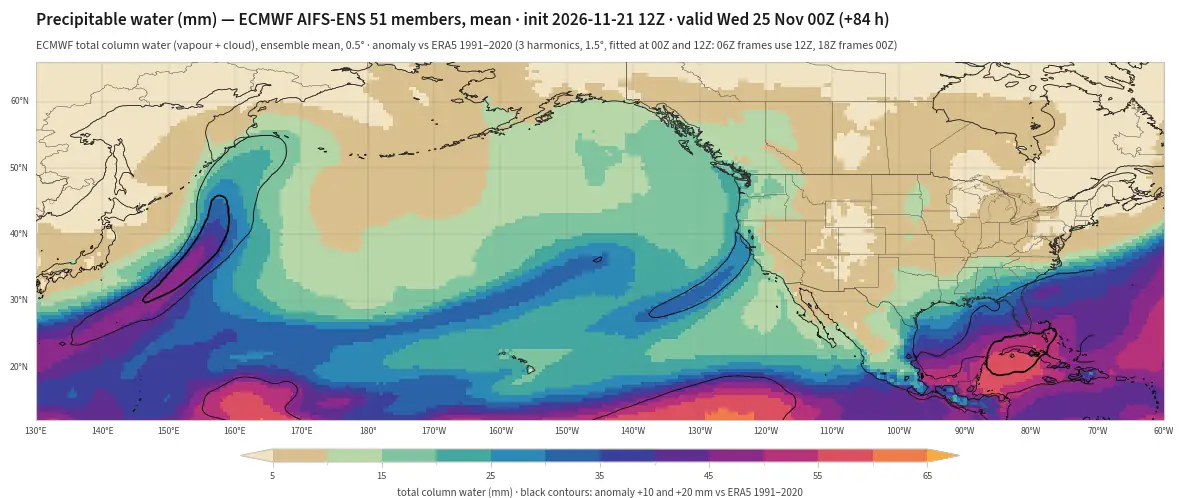 Precipitable water (mm) — ECMWF AIFS-ENS 51 members, mean · init 2026-11-21 12Z · valid Wed 25 Nov 00Z (+84 h)
ECMWF total column water (vapour + cloud), ensemble mean, 0.5° · anomaly vs ERA5 1991–2020 (3 harmonics, 1.5°, fitted at 00Z and 12Z: 06Z frames use 12Z, 18Z frames 00Z)
60°N
50°N
40°N
30°N
20°N
130°E 140°E 150°E 160°E 170°E 180° 170°W 160°W 150°W 140°W 130°W 120°W 110°W 100°W 90°W 80°W 70°W 60°W
5 15 25 35 45 55 65
total column water (mm) · black contours: anomaly +10 and +20 mm vs ERA5 1991–2020